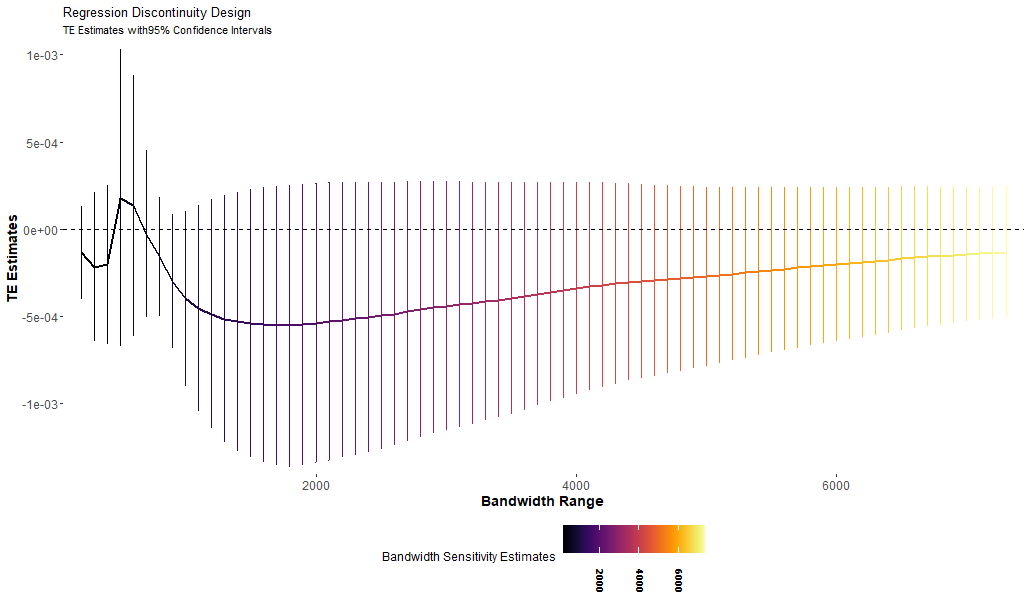 Regression Discontinuity Design
TE Estimates with95% Confidence Intervals
1e-03
5e-04
0e+00
-5e-04
-1e-03
TE Estimates
2000 4000 6000
Bandwidth Range
Bandwidth Sensitivity Estimates
2000 4000 6000